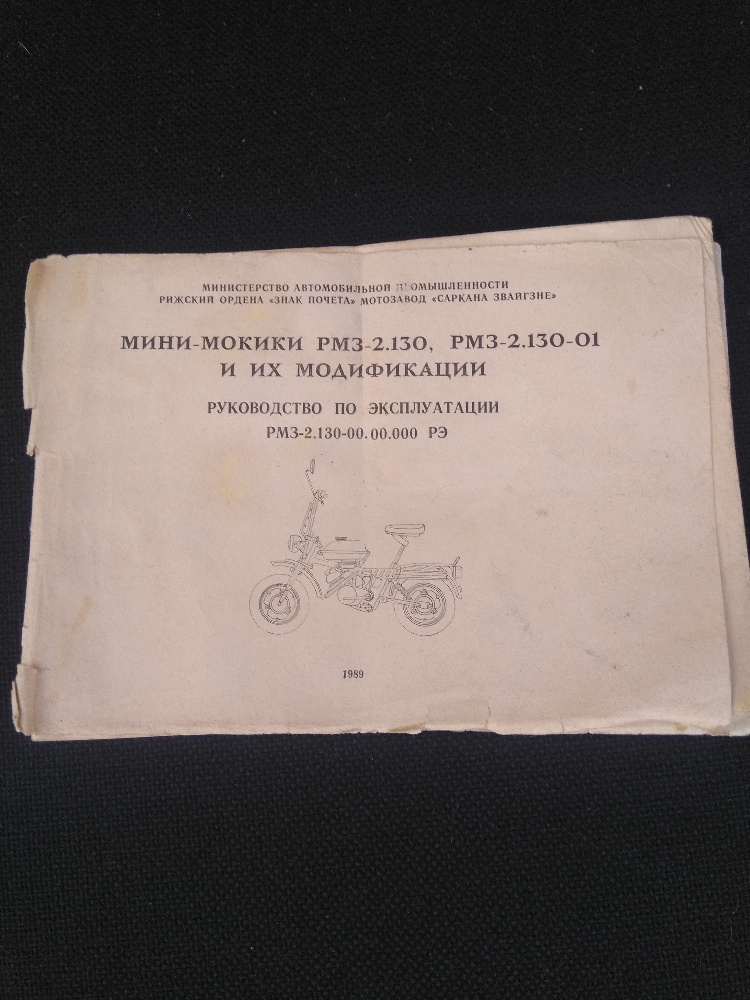 МИНИСТЕРСТВО АВТОМОБИЛЬНОЙ ПРОМЫШЛЕННОСТИ
РИЖСКИЙ ОРДЕНА «ЗНАК ПОЧЕТА» МОТОЗАВОД «САРКАНА ЗВАЙГЗНЕ»
МИНИ-МОКИКИ РМЗ-2.130, РМЗ-2.130-01
И ИХ МОДИФИКАЦИИ
РУКОВОДСТВО ПО ЭКСПЛУАТАЦИИ
РМЗ-2.130-00.00.000 РЭ
1989